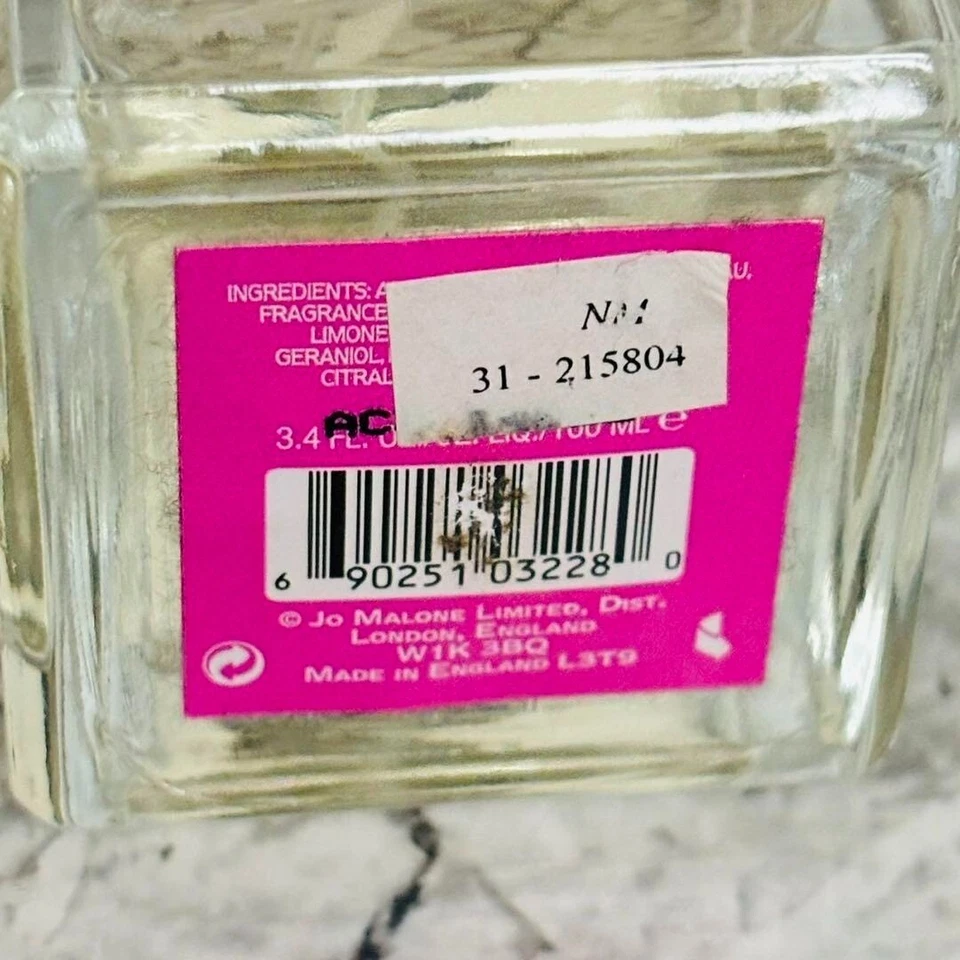 INGREDIENTS: A
FRAGRANCE
LIMONE
GERANIOL,
CITRAL
31 - 215804
AC
3.4 FL. /100 ML e
6 90251 03228 0
© JO MALONE LIMITED, DIST.
LONDON, ENGLAND
W1K 3BQ
MADE IN ENGLAND L3T9